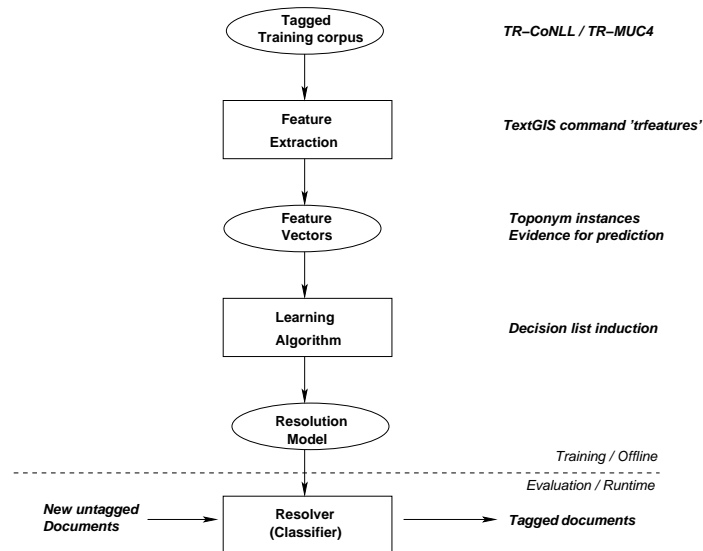 Tagged
Training corpus
TR–CoNLL / TR–MUC4
Feature
Extraction
TextGIS command 'trfeatures'
Feature
Vectors
Toponym instances
Evidence for prediction
Learning
Algorithm
Decision list induction
Resolution
Model
Training / Offline
Evaluation / Runtime
New untagged
Documents
Resolver
(Classifier)
Tagged documents